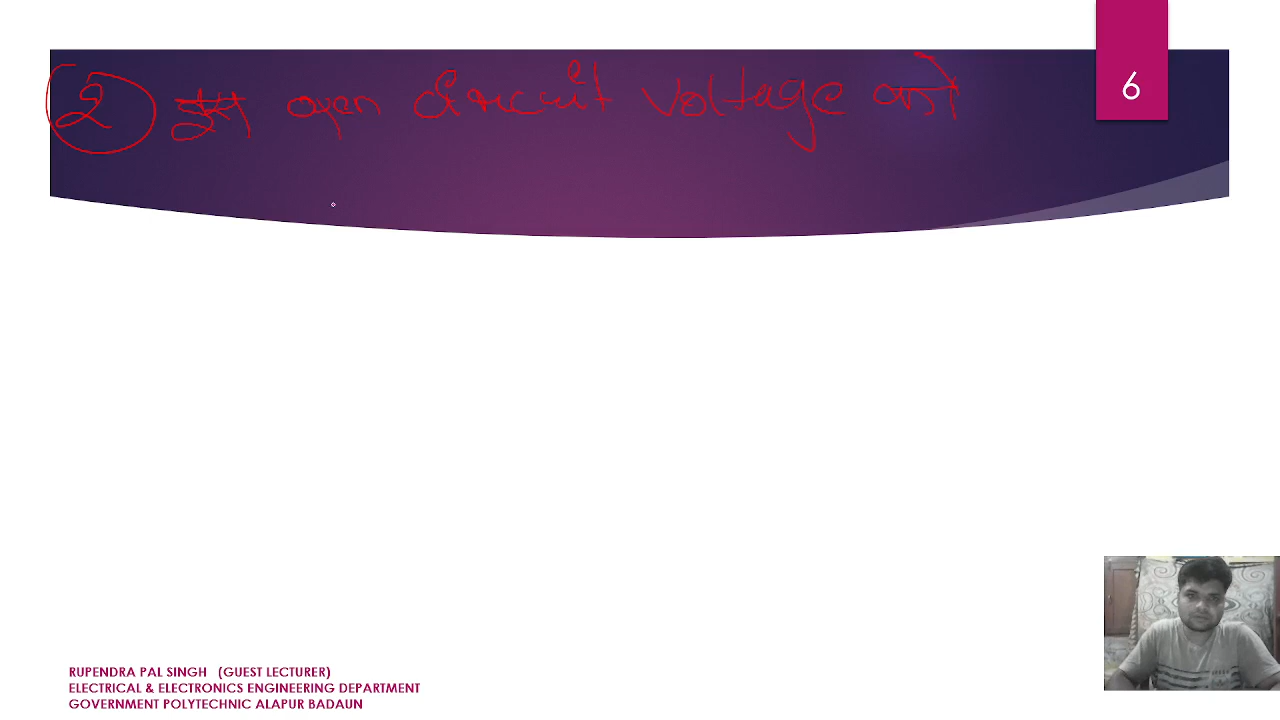 (2) open circuit voltage को
6
RUPENDRA PAL SINGH (GUEST LECTURER)
ELECTRICAL & ELECTRONICS ENGINEERING DEPARTMENT
GOVERNMENT POLYTECHNIC ALAPUR BADAUN